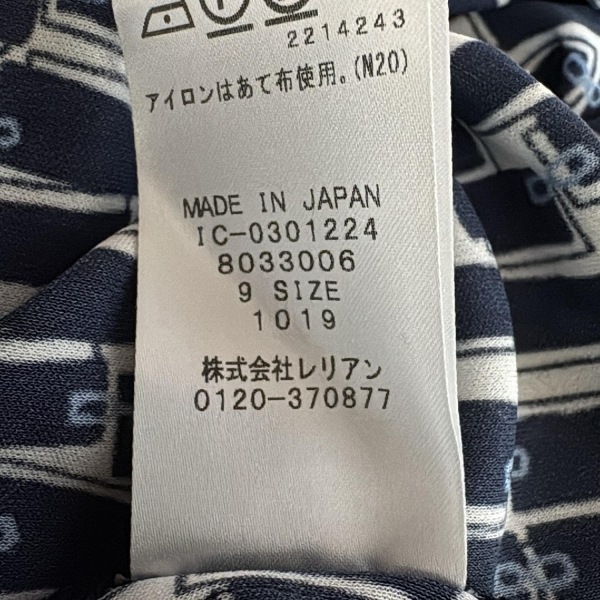 2214243
アイロンはあて布使用。(N20)
MADE IN JAPAN
IC-0301224
8033006
9 SIZE
1019
株式会社レリアン
0120-370877